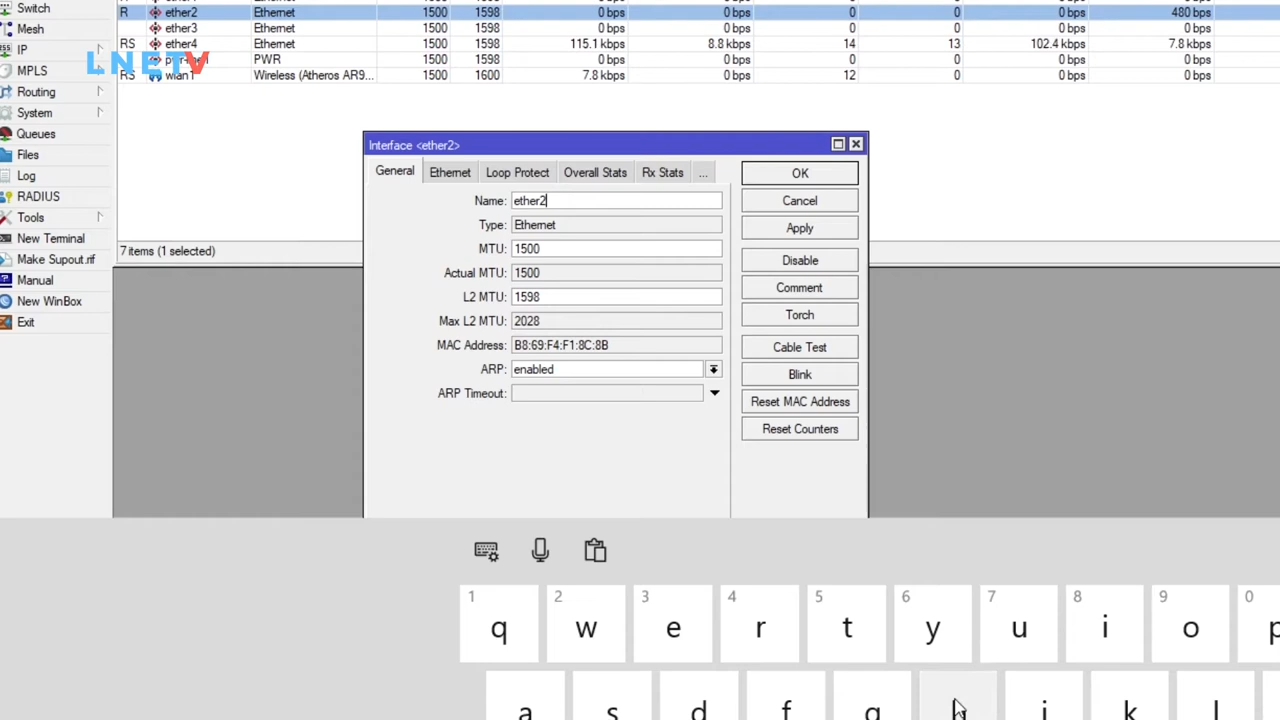 Switch
R ether2 Ethernet 1500 1598 0 bps 0 bps 0 0 0 bps 480 bps
Mesh
ether3 Ethernet 1500 1598 0 bps 0 bps 0 0 0 bps 0 bps
IP
RS ether4 Ethernet 1500 1598 115.1 kbps 8.8 kbps 14 13 102.4 kbps 7.8 kbps
PWR 0 bps 0 bps 0 0 0 bps 0 bps
LNETV
MPLS
RS wlan1 Wireless (Atheros AR9... 1500 1600 7.8 kbps 0 bps 12 0 0 bps 0 bps
Routing
System
Queues
Files
Log
RADIUS
Tools
New Terminal
Make Supout.rif
Manual
New WinBox
Exit
7 items (1 selected)
Interface <ether2>
General Ethernet Loop Protect Overall Stats Rx Stats ...
Name: ether2
Type: Ethernet
MTU: 1500
Actual MTU: 1500
L2 MTU: 1598
Max L2 MTU: 2028
MAC Address: B8:69:F4:F1:8C:8B
ARP: enabled
ARP Timeout:
OK
Cancel
Apply
Disable
Comment
Torch
Cable Test
Blink
Reset MAC Address
Reset Counters
1 2 3 4 5 6 7 8 9 0
q w e r t y u i o p
a s d f g h j k l